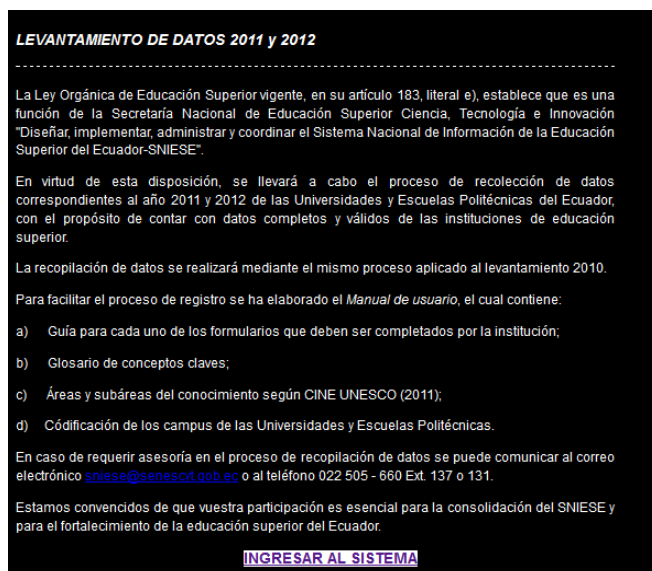 LEVANTAMIENTO DE DATOS 2011 y 2012
La Ley Orgánica de Educación Superior vigente, en su artículo 183, literal e), establece que es una
función de la Secretaría Nacional de Educación Superior Ciencia, Tecnología e Innovación
"Diseñar, implementar, administrar y coordinar el Sistema Nacional de Información de la Educación
Superior del Ecuador-SNIESE".
En virtud de esta disposición, se llevará a cabo el proceso de recolección de datos
correspondientes al año 2011 y 2012 de las Universidades y Escuelas Politécnicas del Ecuador,
con el propósito de contar con datos completos y válidos de las instituciones de educación
superior.
La recopilación de datos se realizará mediante el mismo proceso aplicado al levantamiento 2010.
Para facilitar el proceso de registro se ha elaborado el Manual de usuario, el cual contiene:
a) Guía para cada uno de los formularios que deben ser completados por la institución;
b) Glosario de conceptos claves;
c) Áreas y subáreas del conocimiento según CINE UNESCO (2011);
d) Códificación de los campus de las Universidades y Escuelas Politécnicas.
En caso de requerir asesoría en el proceso de recopilación de datos se puede comunicar al correo
electrónico sniese@senescyt.gob.ec o al teléfono 022 505 - 660 Ext. 137 o 131.
Estamos convencidos de que vuestra participación es esencial para la consolidación del SNIESE y
para el fortalecimiento de la educación superior del Ecuador.
INGRESAR AL SISTEMA